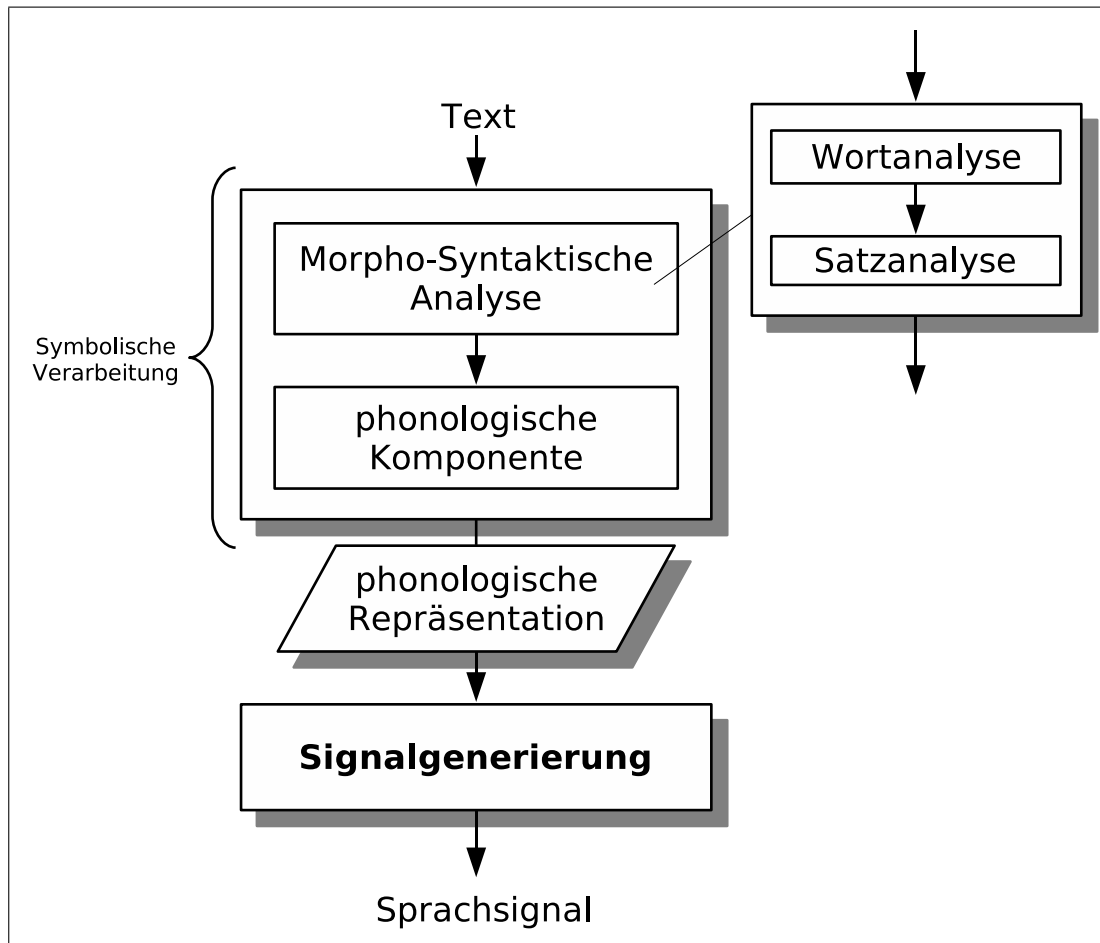 Text
Wortanalyse
Satzanalyse
Morpho-Syntaktische
Analyse
Symbolische
Verarbeitung
phonologische
Komponente
phonologische
Repräsentation
Signalgenerierung
Sprachsignal